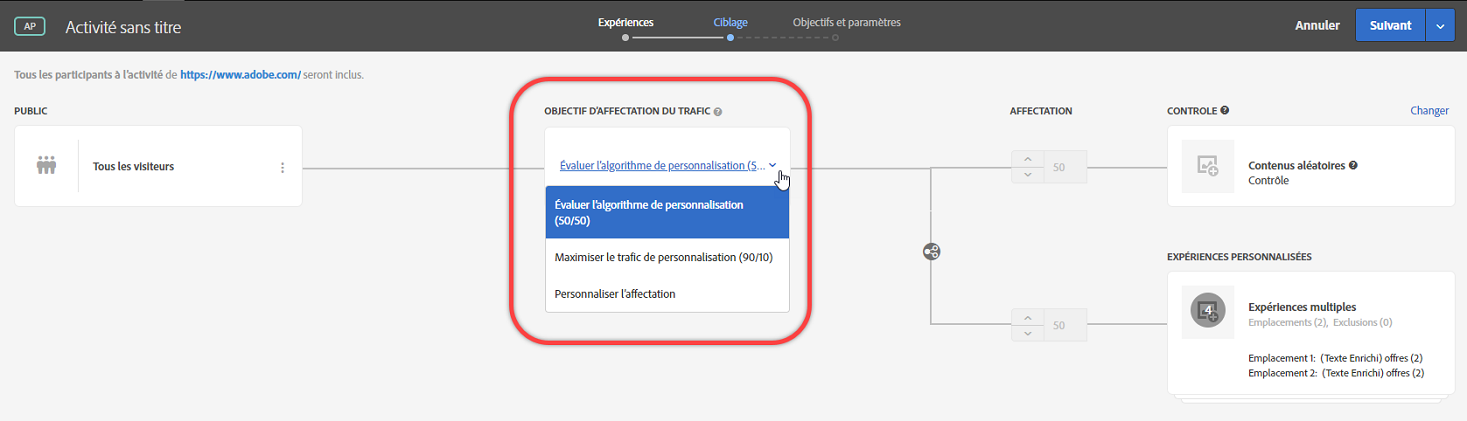 AP
Activité sans titre
Expériences
Ciblage
Objectifs et paramètres
Annuler
Suivant
Tous les participants à l'activité de https://www.adobe.com/ seront inclus.
PUBLIC
Tous les visiteurs
OBJECTIF D'AFFECTATION DU TRAFIC ?
Évaluer l'algorithme de personnalisation (5...
Évaluer l'algorithme de personnalisation
(50/50)
Maximiser le trafic de personnalisation (90/10)
Personnaliser l'affectation
AFFECTATION
50
50
CONTROLE ?
Changer
Contenus aléatoires ?
Contrôle
EXPÉRIENCES PERSONNALISÉES
4
Expériences multiples
Emplacements (2), Exclusions (0)
Emplacement 1: (Texte Enrichi) offres (2)
Emplacement 2: (Texte Enrichi) offres (2)